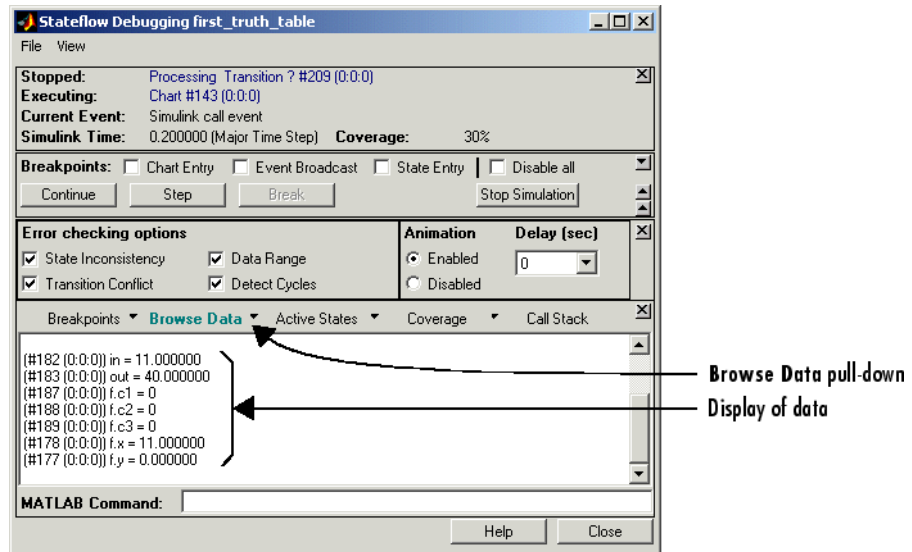 Stateflow Debugging first_truth_table
File View
Stopped: Processing Transition ? #209 (0:0:0)
Executing: Chart #143 (0:0:0)
Current Event: Simulink call event
Simulink Time: 0.200000 (Major Time Step) Coverage: 30%
Breakpoints: Chart Entry Event Broadcast State Entry Disable all
Continue Step Break Stop Simulation
Error checking options Animation Delay (sec)
State Inconsistency Data Range Enabled 0
Transition Conflict Detect Cycles Disabled
Breakpoints Browse Data Active States Coverage Call Stack
(#182 (0:0:0)) in = 11.000000
(#183 (0:0:0)) out = 40.000000
(#187 (0:0:0)) f.c1 = 0
(#188 (0:0:0)) f.c2 = 0
(#189 (0:0:0)) f.c3 = 0
(#178 (0:0:0)) f.x = 11.000000
(#177 (0:0:0)) f.y = 0.000000
Browse Data pull-down
Display of data
MATLAB Command:
Help Close